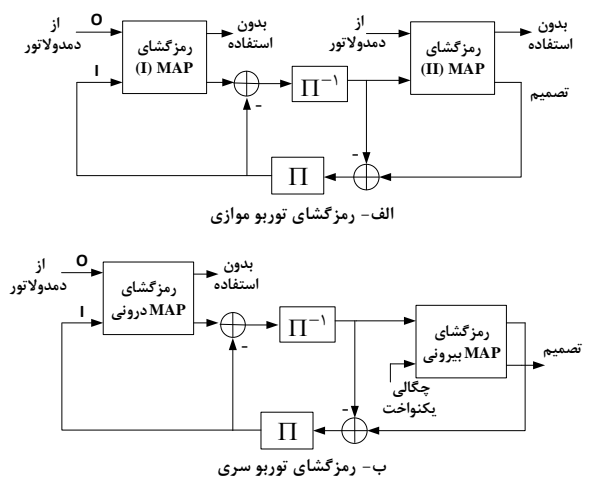 از
دمدولاتور
O
I
رمزگشای
(I) MAP
بدون
استفاده
-
Π⁻¹
Π
از
دمدولاتور
رمزگشای
(II) MAP
بدون
استفاده
تصمیم
-
الف- رمزگشای توربو موازی
از
دمدولاتور
O
I
رمزگشای
MAP درونی
بدون
استفاده
-
Π⁻¹
Π
رمزگشای
MAP بیرونی
چگالی
یکنواخت
تصمیم
-
ب- رمزگشای توربو سری